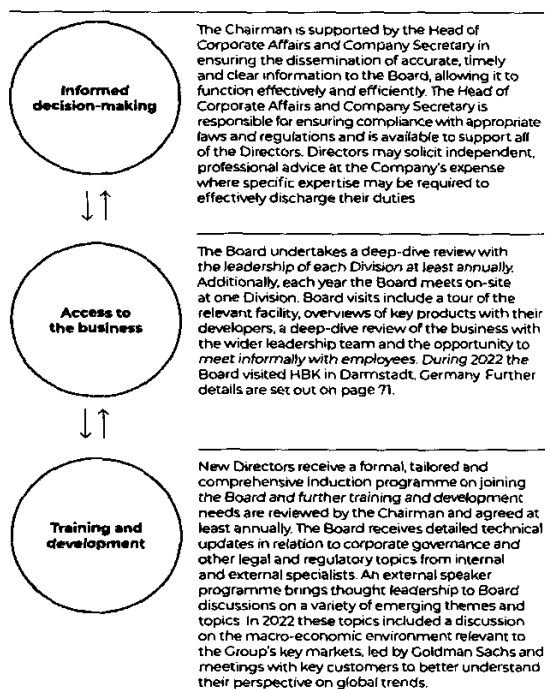 Informed
decision-making
The Chairman is supported by the Head of
Corporate Affairs and Company Secretary in
ensuring the dissemination of accurate, timely
and clear information to the Board, allowing it to
function effectively and efficiently. The Head of
Corporate Affairs and Company Secretary is
responsible for ensuring compliance with appropriate
laws and regulations and is available to support all
of the Directors. Directors may solicit independent,
professional advice at the Company's expense
where specific expertise may be required to
effectively discharge their duties
Access to
the business
The Board undertakes a deep-dive review with
the leadership of each Division at least annually.
Additionally, each year the Board meets on-site
at one Division. Board visits include a tour of the
relevant facility, overviews of key products with their
developers, a deep-dive review of the business with
the wider leadership team and the opportunity to
meet informally with employees. During 2022 the
Board visited HBK in Darmstadt, Germany Further
details are set out on page 71.
Training and
development
New Directors receive a formal, tailored and
comprehensive induction programme on joining
the Board and further training and development
needs are reviewed by the Chairman and agreed at
least annually. The Board receives detailed technical
updates in relation to corporate governance and
other legal and regulatory topics from internal
and external specialists. An external speaker
programme brings thought leadership to Board
discussions on a variety of emerging themes and
topics In 2022 these topics included a discussion
on the macro-economic environment relevant to
the Group's key markets, led by Goldman Sachs and
meetings with key customers to better understand
their perspective on global trends.